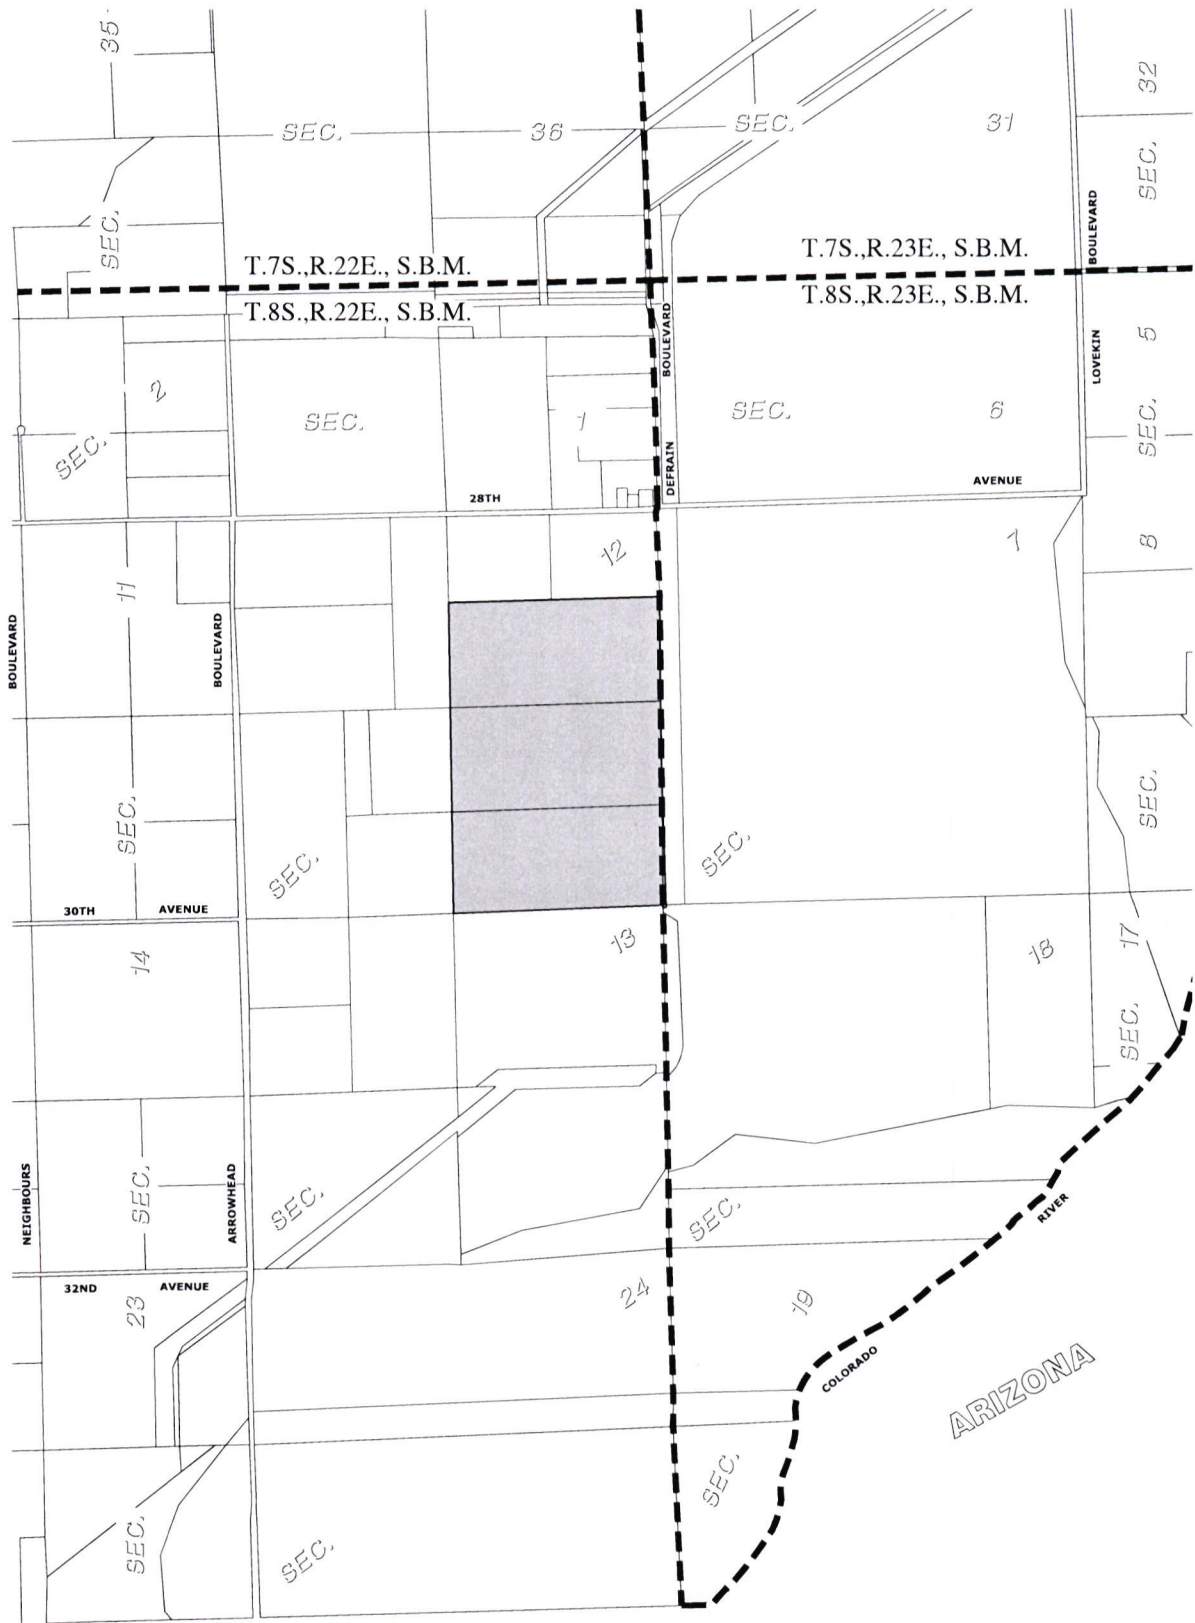 35
SEC.
SEC. 36
SEC. 31
32
SEC.
T.7S.,R.22E., S.B.M.
T.8S.,R.22E., S.B.M.
T.7S.,R.23E., S.B.M.
T.8S.,R.23E., S.B.M.
BOULEVARD
LOVEKIN
BOULEVARD
DEFRAIN
2
SEC.
SEC. 1
SEC. 6
5
SEC.
28TH
AVENUE
11
SEC.
12
SEC.
7
SEC.
8
SEC.
BOULEVARD
BOULEVARD
30TH AVENUE
14
SEC.
13
SEC.
18
SEC.
17
SEC.
NEIGHBOURS
ARROWHEAD
32ND AVENUE
23
SEC.
24
SEC.
19
SEC.
RIVER
COLORADO
ARIZONA